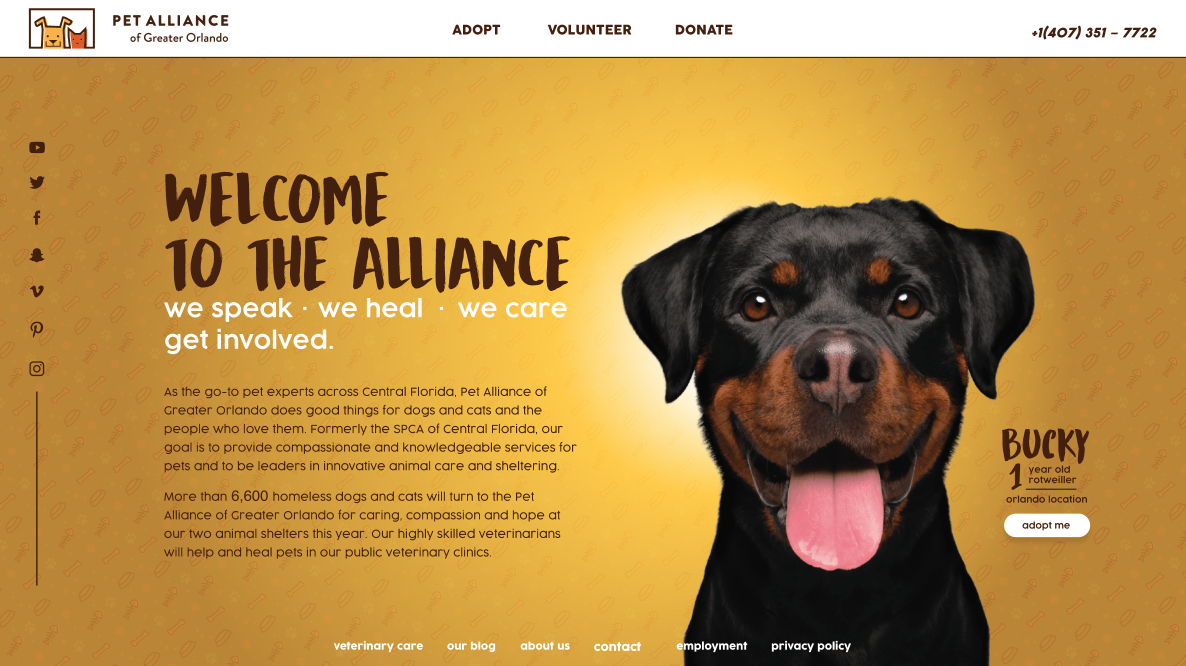 PET ALLIANCE
of Greater Orlando
ADOPT
VOLUNTEER
DONATE
+1(407) 351 – 7722
WELCOME
TO THE ALLIANCE
we speak · we heal · we care
get involved.
As the go-to pet experts across Central Florida, Pet Alliance of
Greater Orlando does good things for dogs and cats and the
people who love them. Formerly the SPCA of Central Florida, our
goal is to provide compassionate and knowledgeable services for
pets and to be leaders in innovative animal care and sheltering.
More than 6,600 homeless dogs and cats will turn to the Pet
Alliance of Greater Orlando for caring, compassion and hope at
our two animal shelters this year. Our highly skilled veterinarians
will help and heal pets in our public veterinary clinics.
BUCKY
1 year old
rotweiller
orlando location
adopt me
veterinary care
our blog
about us
contact
employment
privacy policy